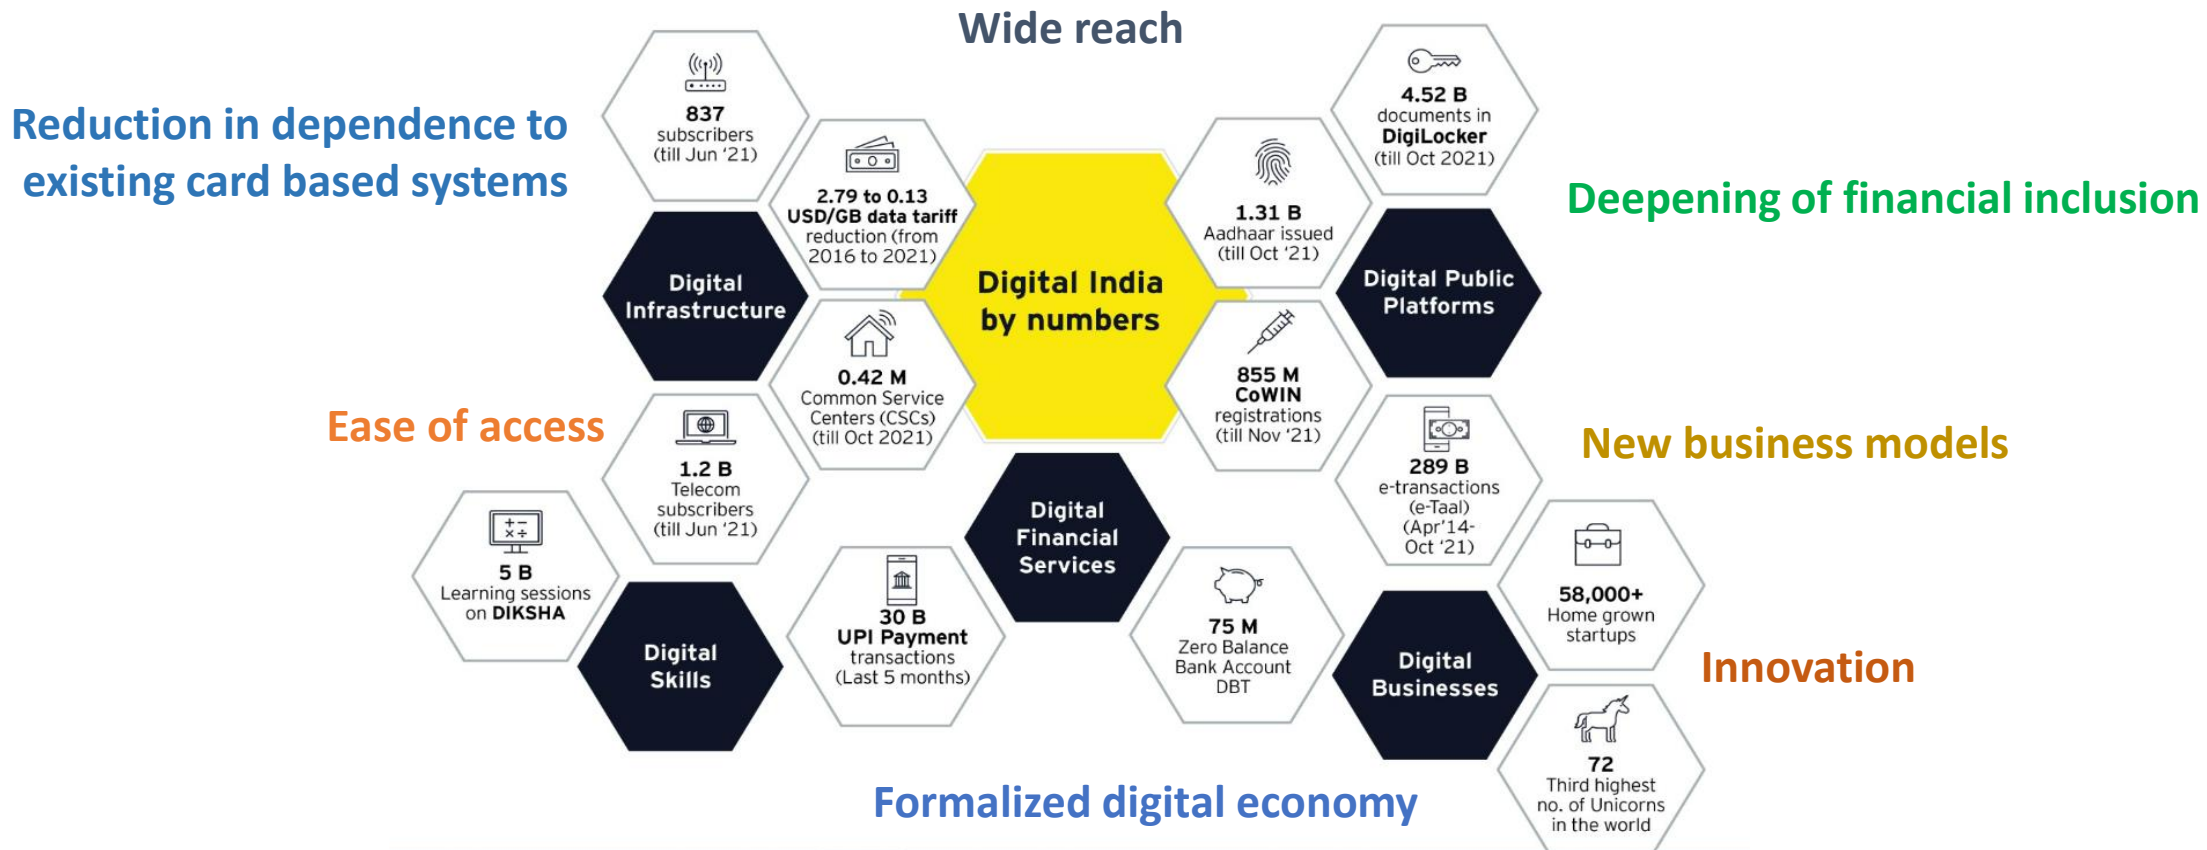 Wide reach
Reduction in dependence to
existing card based systems
837
subscribers
(till Jun ‘21)
2.79 to 0.13
USD/GB data tariff
reduction (from
2016 to 2021)
Digital
Infrastructure
0.42 M
Common Service
Centers (CSCs)
(till Oct 2021)
1.2 B
Telecom
subscribers
(till Jun ‘21)
Ease of access
Digital India
by numbers
4.52 B
documents in
DigiLocker
(till Oct 2021)
1.31 B
Aadhaar issued
(till Oct ‘21)
Digital Public
Platforms
855 M
CoWIN
registrations
(till Nov ‘21)
289 B
e-transactions
(e-Taal)
(Apr’14-
Oct ‘21)
Deepening of financial inclusion
New business models
5 B
Learning sessions
on DIKSHA
Digital
Skills
Digital
Financial
Services
30 B
UPI Payment
transactions
(Last 5 months)
75 M
Zero Balance
Bank Account
DBT
Digital
Businesses
58,000+
Home grown
startups
72
Third highest
no. of Unicorns
in the world
Innovation
Formalized digital economy